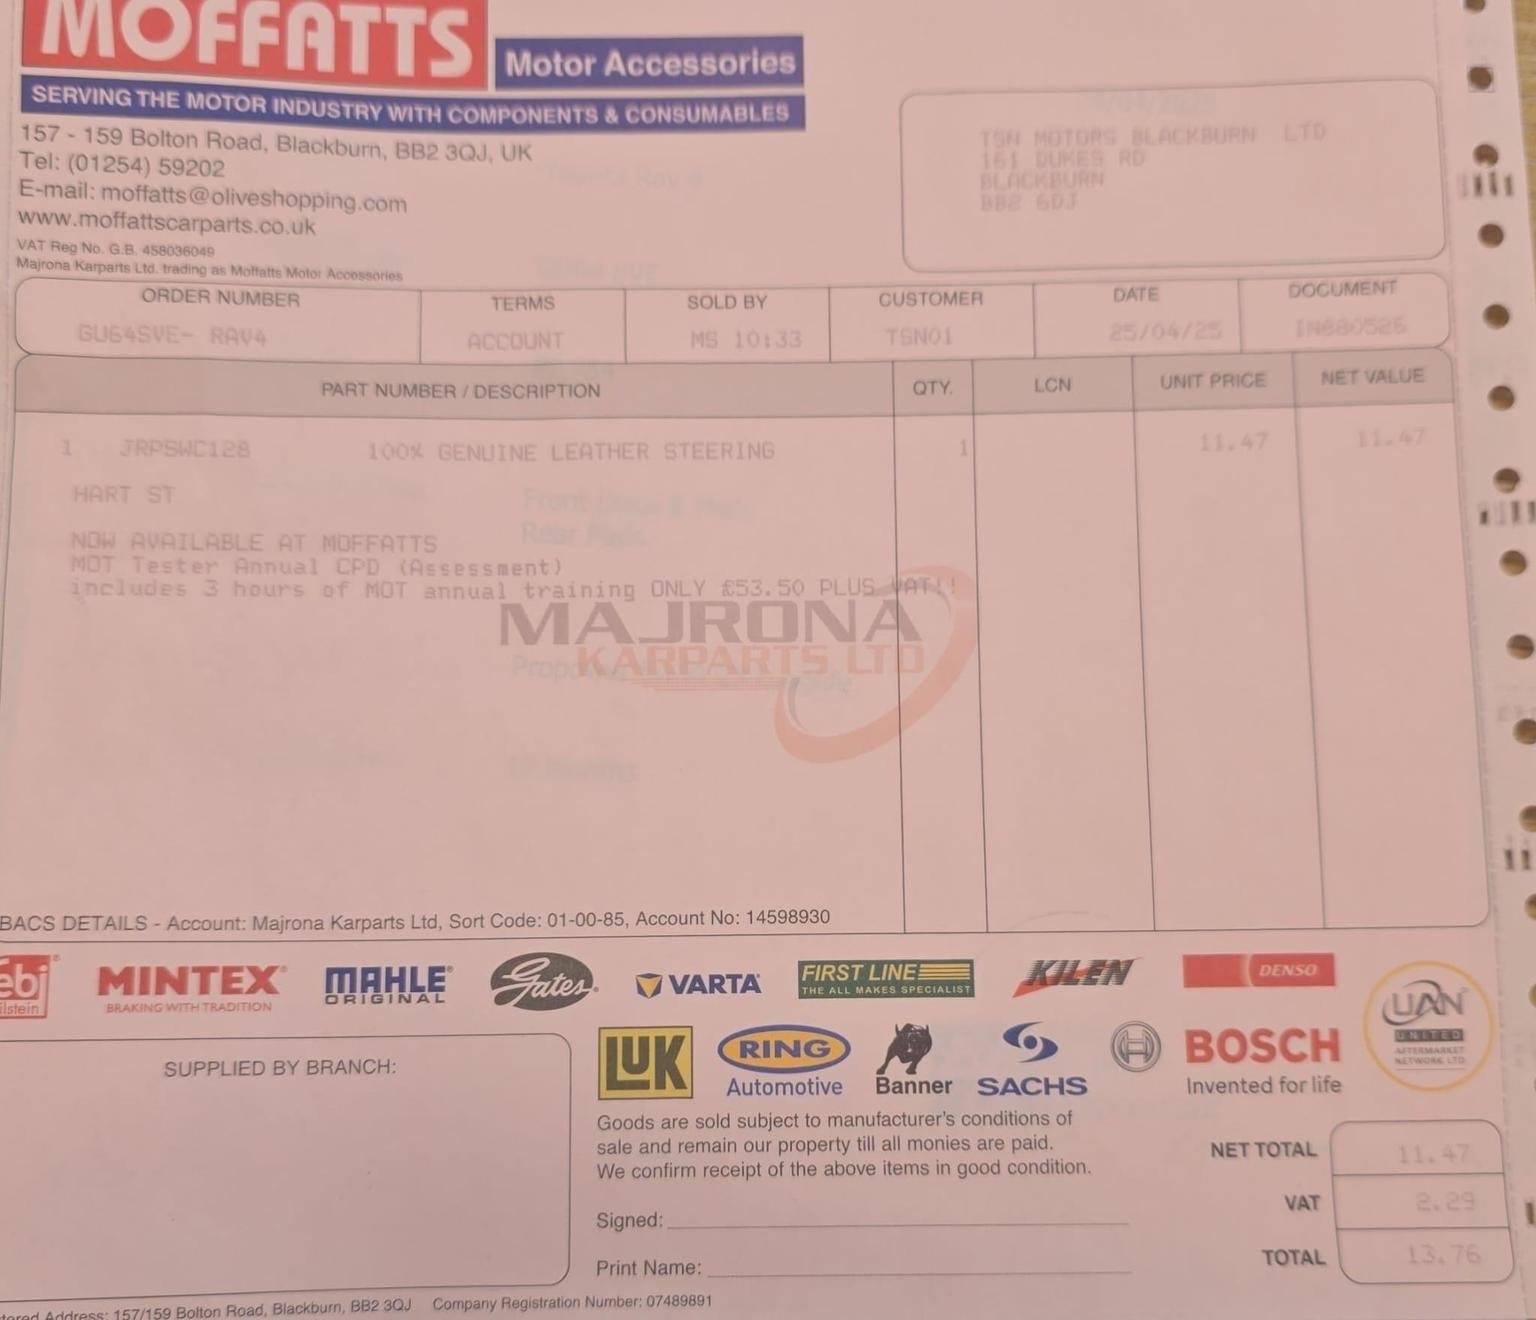 MOFFATTS
Motor Accessories
SERVING THE MOTOR INDUSTRY WITH COMPONENTS & CONSUMABLES
157 - 159 Bolton Road, Blackburn, BB2 3QJ, UK
Tel: (01254) 59202
E-mail: moffatts@oliveshopping.com
www.moffattscarparts.co.uk
VAT Reg No. G.B. 458036049
Majrona Karparts Ltd. trading as Moffatts Motor Accessories
TSN MOTORS BLACKBURN LTD
161 DUKES RD
BLACKBURN
BB2 6DJ
ORDER NUMBER TERMS SOLD BY CUSTOMER DATE DOCUMENT
GU64SVE- RAV4 ACCOUNT MS 10:33 TSN01 25/04/25 IN680526
PART NUMBER / DESCRIPTION QTY. LCN UNIT PRICE NET VALUE
1 JRPSWC128 100% GENUINE LEATHER STEERING 1 11.47 11.47
HART ST
NOW AVAILABLE AT MOFFATTS
MOT Tester Annual CPD (Assessment)
includes 3 hours of MOT annual training ONLY £53.50 PLUS VAT!!
MAJRONA
KARPARTS LTD
BACS DETAILS - Account: Majrona Karparts Ltd, Sort Code: 01-00-85, Account No: 14598930
ebi
ilstein
MINTEX
BRAKING WITH TRADITION
MAHLE
ORIGINAL
Gates
VARTA
FIRST LINE
THE ALL MAKES SPECIALIST
KILEN
DENSO
UAN
UNITED
AFTERMARKET
NETWORK LTD
LUK
RING
Automotive
Banner
SACHS
BOSCH
Invented for life
SUPPLIED BY BRANCH:
Goods are sold subject to manufacturer's conditions of
sale and remain our property till all monies are paid.
We confirm receipt of the above items in good condition.
Signed:
Print Name:
NET TOTAL 11.47
VAT 2.29
TOTAL 13.76
tered Address: 157/159 Bolton Road, Blackburn, BB2 3QJ Company Registration Number: 07489891